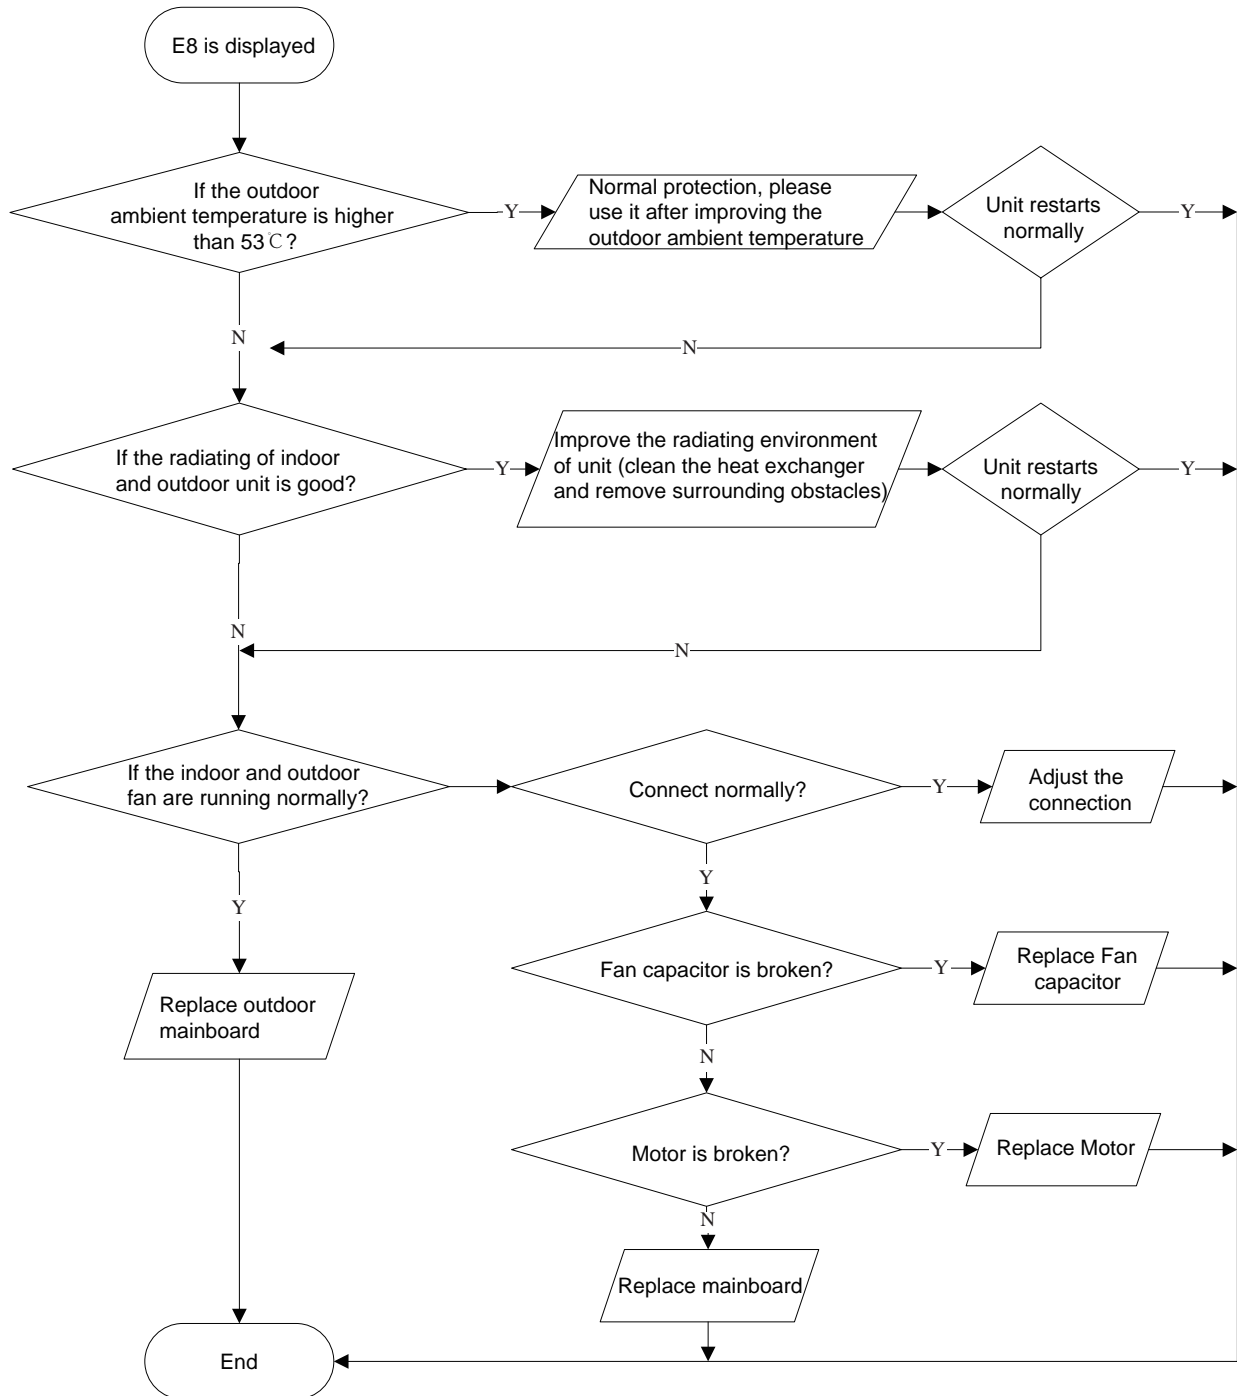 E8 is displayed
If the outdoor
ambient temperature is higher
than 53℃?
Y
Normal protection, please
use it after improving the
outdoor ambient temperature
Unit restarts
normally
Y
N
N
If the radiating of indoor
and outdoor unit is good?
Y
Improve the radiating environment
of unit (clean the heat exchanger
and remove surrounding obstacles)
Unit restarts
normally
Y
N
N
If the indoor and outdoor
fan are running normally?
Connect normally?
Y
Adjust the
connection
Y
Y
Replace outdoor
mainboard
Fan capacitor is broken?
Y
Replace Fan
capacitor
N
Motor is broken?
Y
Replace Motor
N
Replace mainboard
End